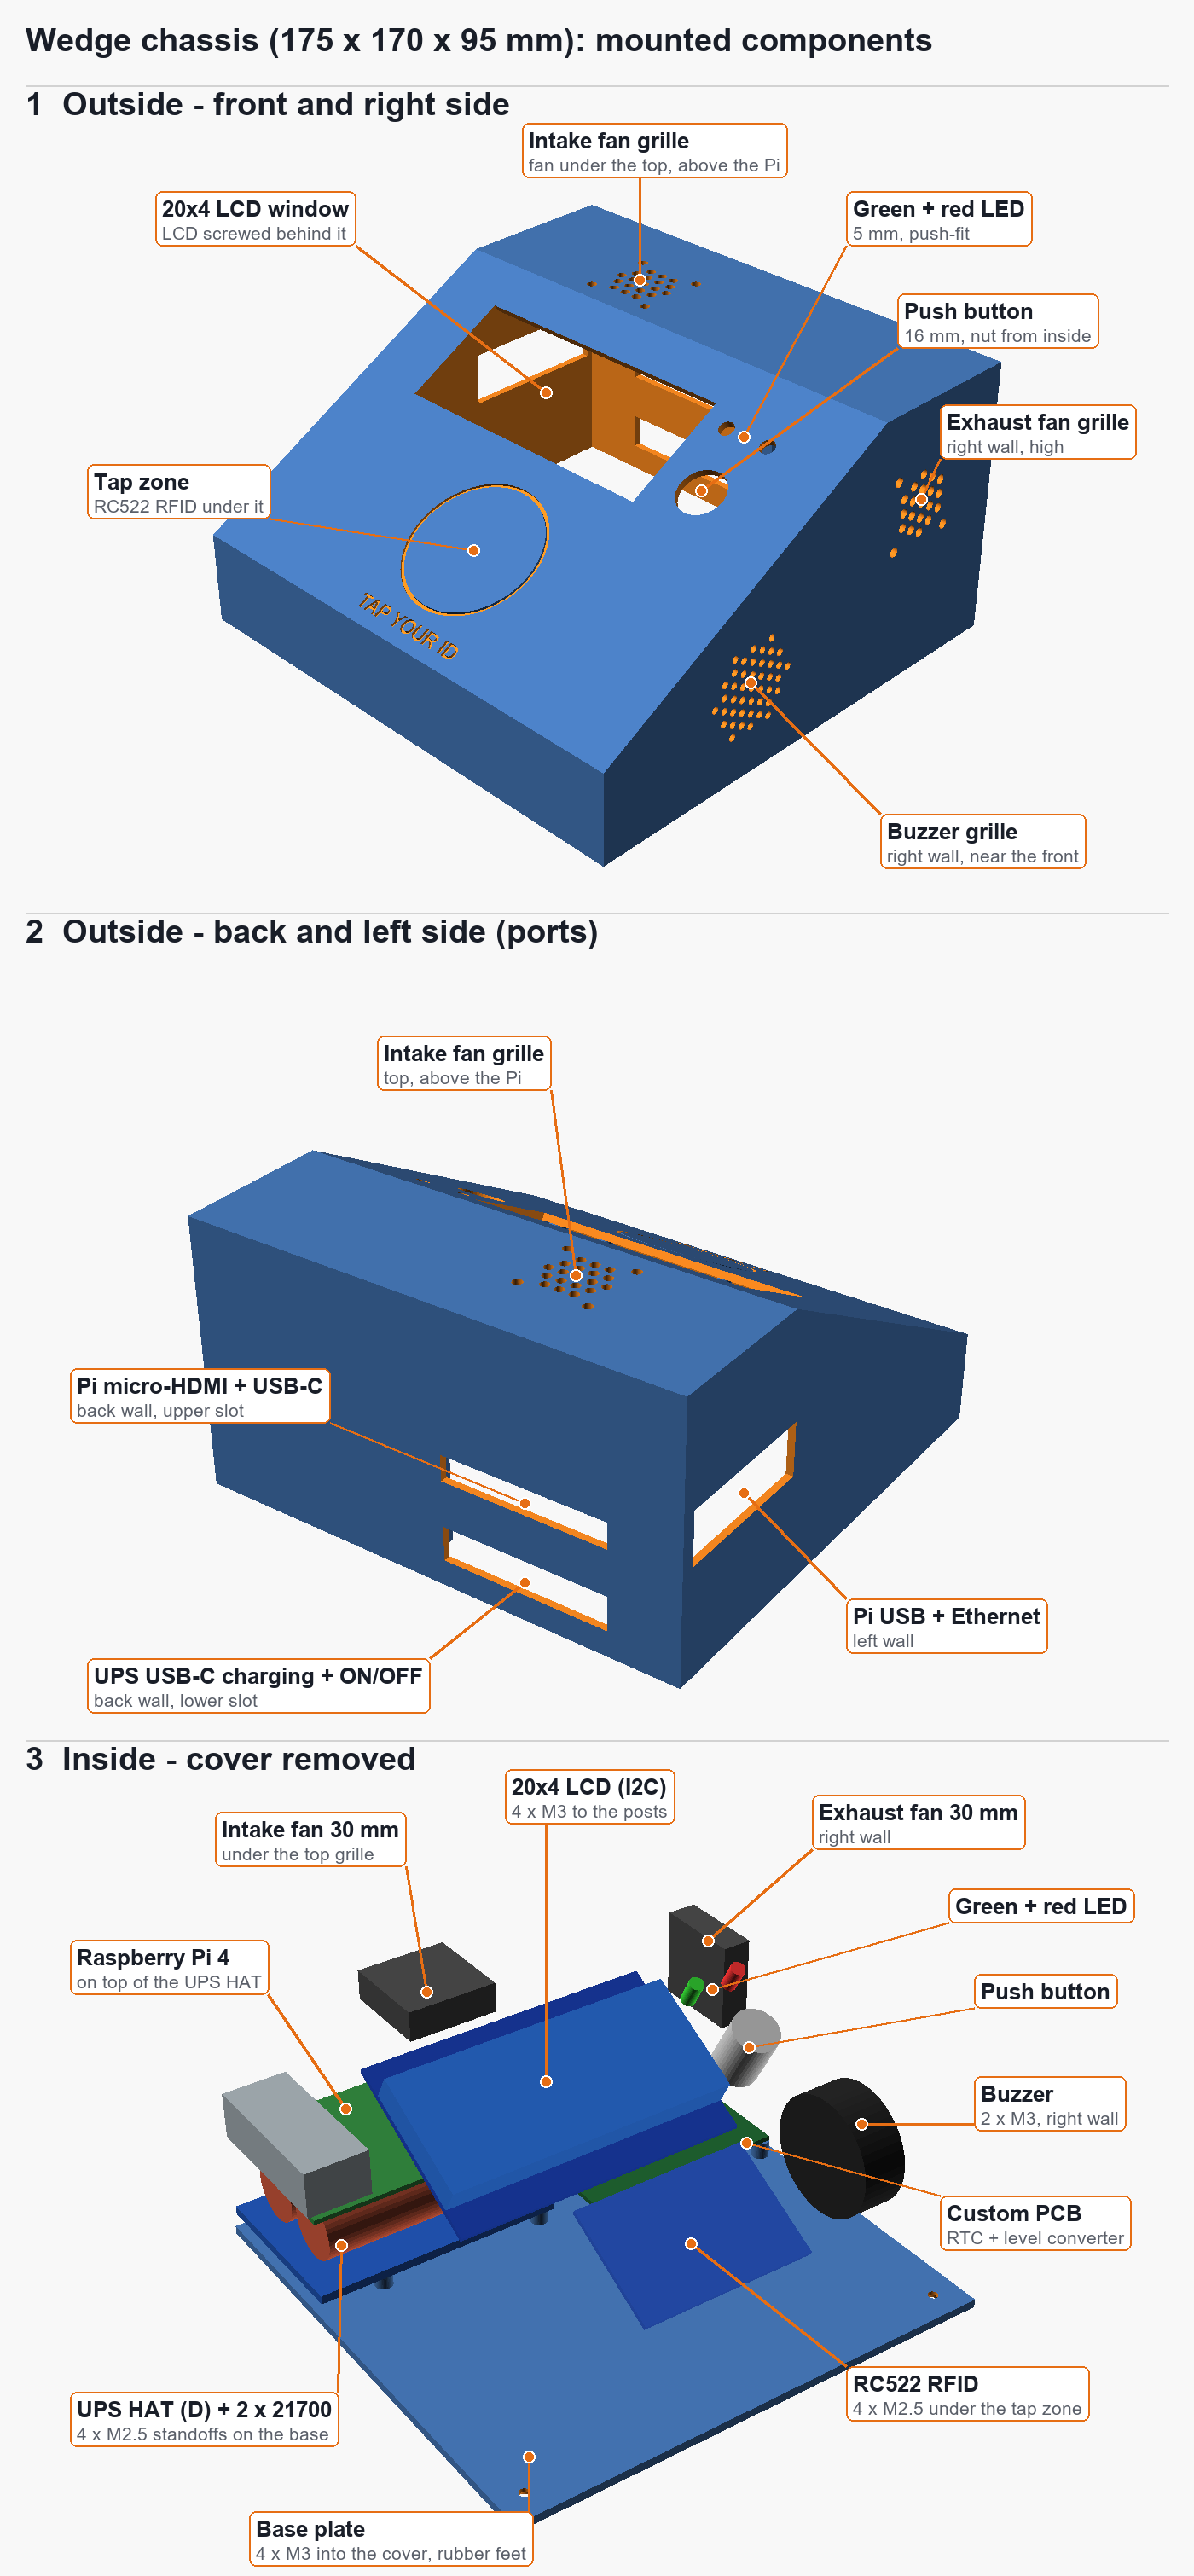 Wedge chassis (175 x 170 x 95 mm): mounted components
1 Outside - front and right side
Intake fan grille
fan under the top, above the Pi
20x4 LCD window
LCD screwed behind it
Green + red LED
5 mm, push-fit
Push button
16 mm, nut from inside
Exhaust fan grille
right wall, high
Tap zone
RC522 RFID under it
TAP YOUR ID
Buzzer grille
right wall, near the front
2 Outside - back and left side (ports)
Intake fan grille
top, above the Pi
Pi micro-HDMI + USB-C
back wall, upper slot
Pi USB + Ethernet
left wall
UPS USB-C charging + ON/OFF
back wall, lower slot
3 Inside - cover removed
20x4 LCD (I2C)
4 x M3 to the posts
Intake fan 30 mm
under the top grille
Exhaust fan 30 mm
right wall
Green + red LED
Raspberry Pi 4
on top of the UPS HAT
Push button
Buzzer
2 x M3, right wall
Custom PCB
RTC + level converter
RC522 RFID
4 x M2.5 under the tap zone
UPS HAT (D) + 2 x 21700
4 x M2.5 standoffs on the base
Base plate
4 x M3 into the cover, rubber feet